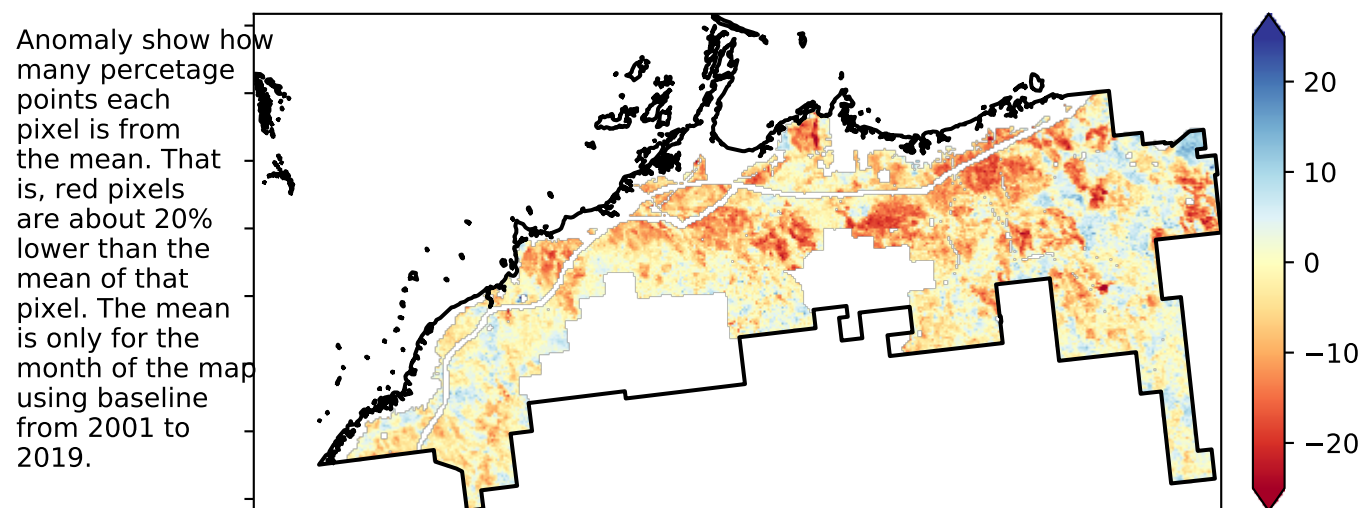 Anomaly show how
many percetage
points each
pixel is from
the mean. That
is, red pixels
are about 20%
lower than the
mean of that
pixel. The mean
is only for the
month of the map
using baseline
from 2001 to
2019.
20
10
0
−10
−20